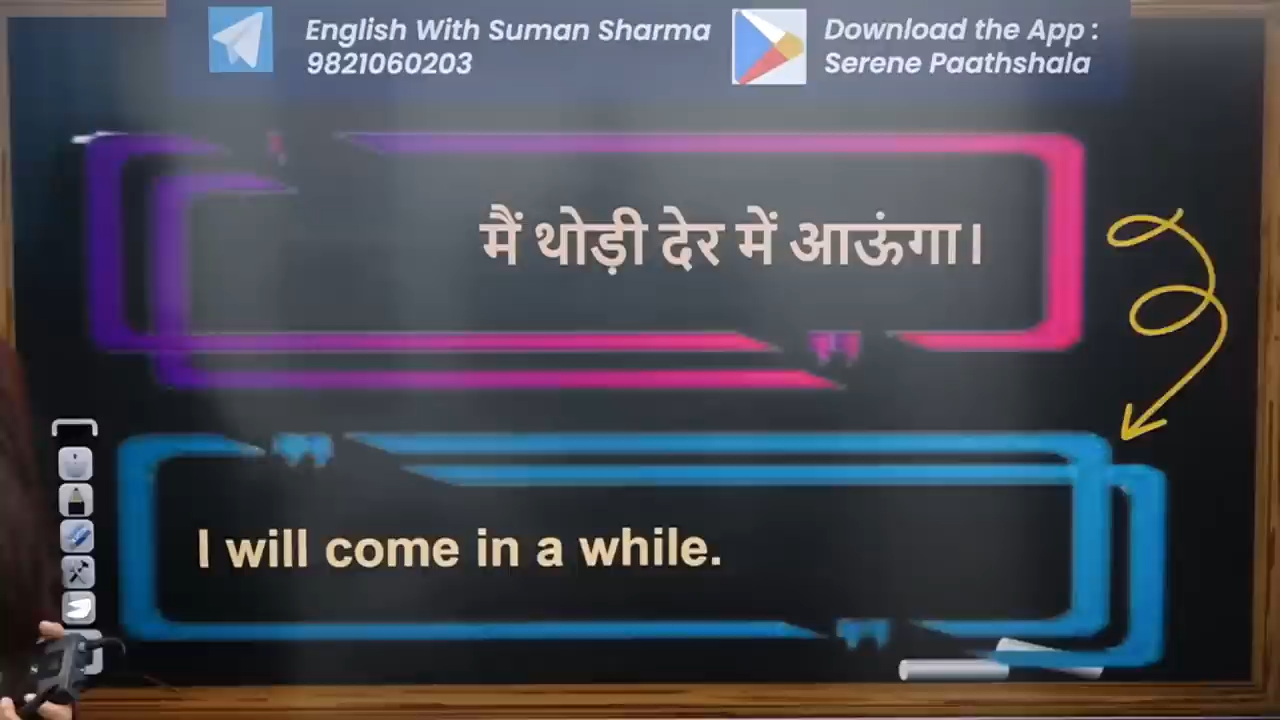 English With Suman Sharma
9821060203
Download the App :
Serene Paathshala
मैं थोड़ी देर में आऊंगा।
I will come in a while.